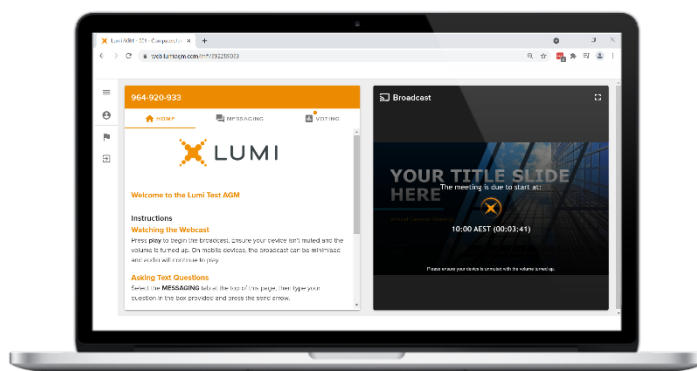 964-920-933
HOME
MESSAGING
VOTING
LUMI
Welcome to the Lumi Test AGM
Instructions
Watching the Webcast
Press play to begin the broadcast. Ensure your device isn't muted and the
volume is turned up. On mobile devices, the broadcast can be minimised
and audio will continue to play
Asking Text Questions
Select the MESSAGING tab at the top of this page, then type your
question in the box provided and press the send arrow.
Broadcast
YOUR TITLE SLIDE
HERE
The meeting is due to start at:
10:00 AEST (00:03:41)
Please ensure your device is unmuted with the volume turned up.